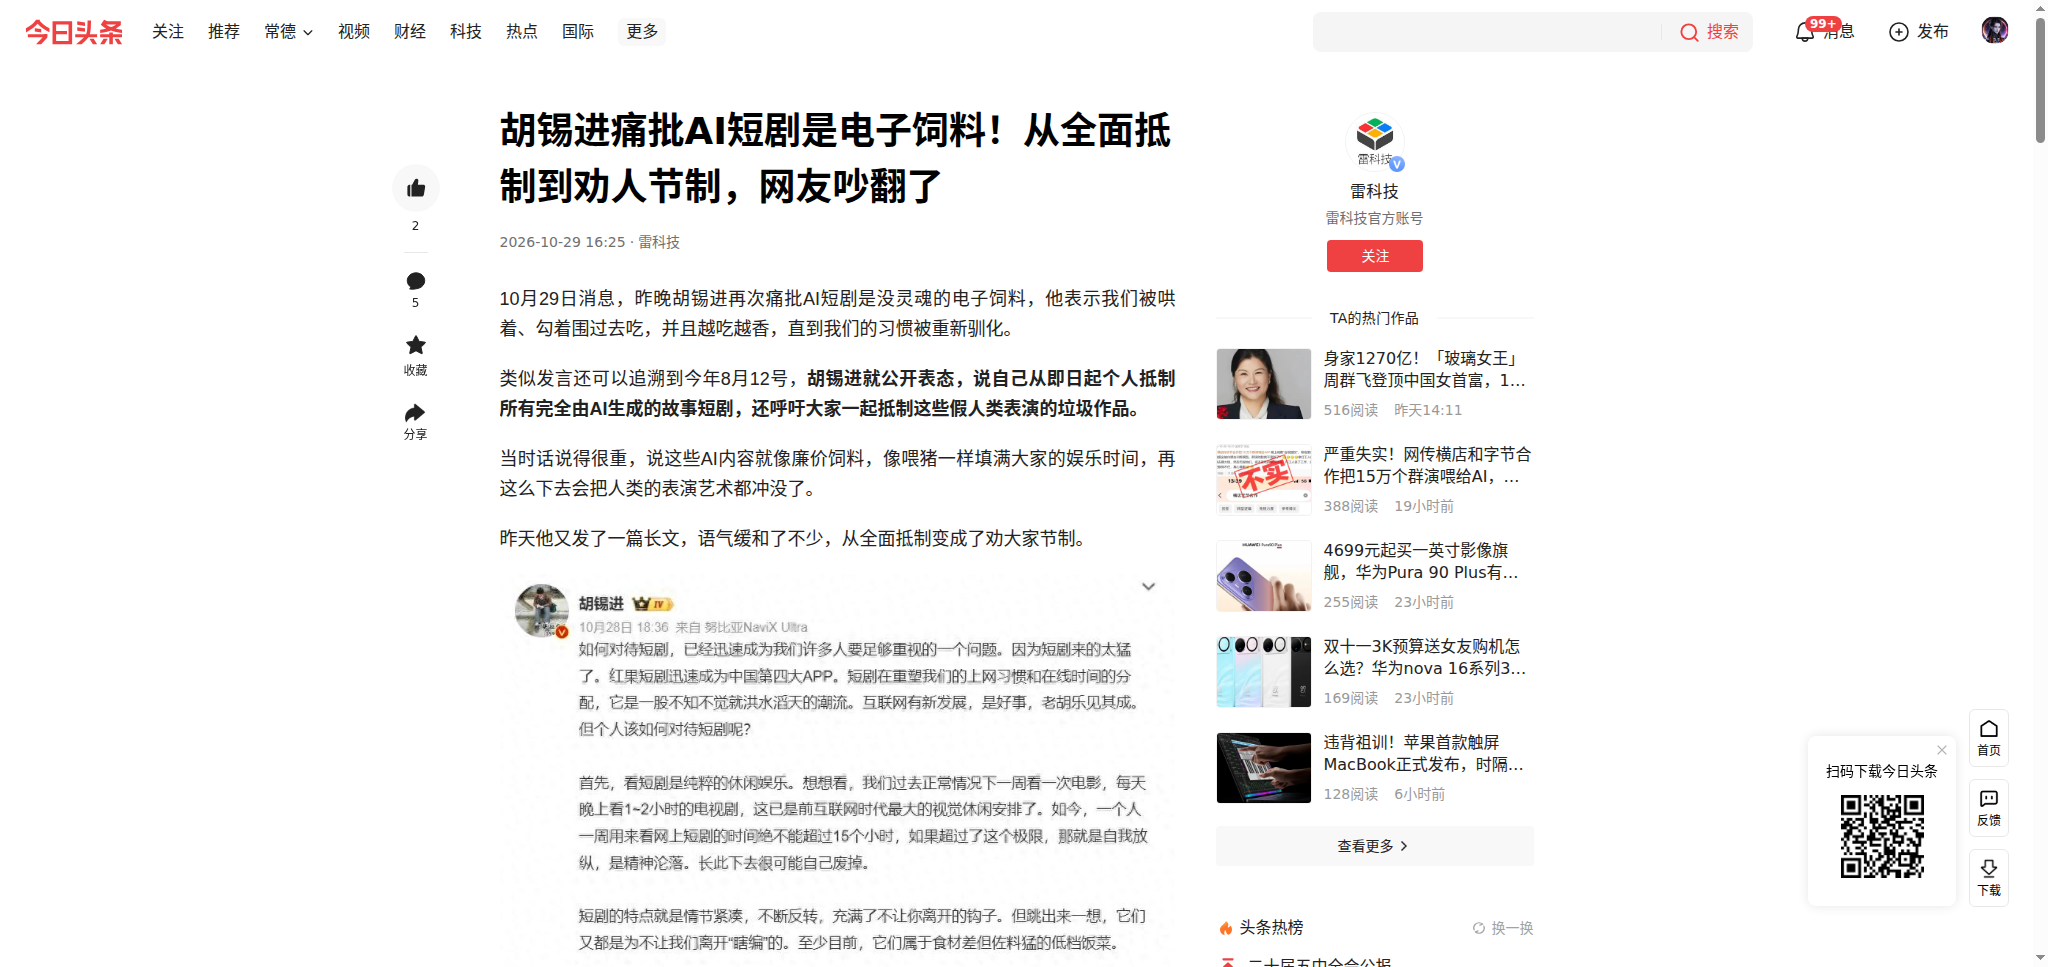 今日头条
关注
推荐
常德
视频
财经
科技
热点
国际
更多
搜索
99+
消息
发布
胡锡进痛批AI短剧是电子饲料！从全面抵
制到劝人节制，网友吵翻了
2026-10-29 16:25 · 雷科技
2
5
收藏
分享
10月29日消息，昨晚胡锡进再次痛批AI短剧是没灵魂的电子饲料，他表示我们被哄
着、勾着围过去吃，并且越吃越香，直到我们的习惯被重新驯化。
类似发言还可以追溯到今年8月12号，胡锡进就公开表态，说自己从即日起个人抵制
所有完全由AI生成的故事短剧，还呼吁大家一起抵制这些假人类表演的垃圾作品。
当时话说得很重，说这些AI内容就像廉价饲料，像喂猪一样填满大家的娱乐时间，再
这么下去会把人类的表演艺术都冲没了。
昨天他又发了一篇长文，语气缓和了不少，从全面抵制变成了劝大家节制。
胡锡进
IV
10月28日 18:36 来自 努比亚NaviX Ultra
如何对待短剧，已经迅速成为我们许多人要足够重视的一个问题。因为短剧来的太猛
了。红果短剧迅速成为中国第四大APP。短剧在重塑我们的上网习惯和在线时间的分
配，它是一股不知不觉就洪水滔天的潮流。互联网有新发展，是好事，老胡乐见其成。
但个人该如何对待短剧呢？
首先，看短剧是纯粹的休闲娱乐。想想看，我们过去正常情况下一周看一次电影，每天
晚上看1~2小时的电视剧，这已是前互联网时代最大的视觉休闲安排了。如今，一个人
一周用来看网上短剧的时间绝不能超过15个小时，如果超过了这个极限，那就是自我放
纵，是精神沦落。长此下去很可能自己废掉。
短剧的特点就是情节紧凑，不断反转，充满了不让你离开的钩子。但跳出来一想，它们
又都是为不让我们离开“瞎编”的。至少目前，它们属于食材差但佐料猛的低档饭菜。
雷科技
雷科技
雷科技官方账号
关注
TA的热门作品
身家1270亿！「玻璃女王」
周群飞登顶中国女首富，1...
516阅读 昨天14:11
不实
严重失实！网传横店和字节合
作把15万个群演喂给AI，...
388阅读 19小时前
4699元起买一英寸影像旗
舰，华为Pura 90 Plus有...
255阅读 23小时前
双十一3K预算送女友购机怎
么选？华为nova 16系列3...
169阅读 23小时前
违背祖训！苹果首款触屏
MacBook正式发布，时隔...
128阅读 6小时前
查看更多
头条热榜
换一换
二十届五中全会公报
扫码下载今日头条
首页
反馈
下载